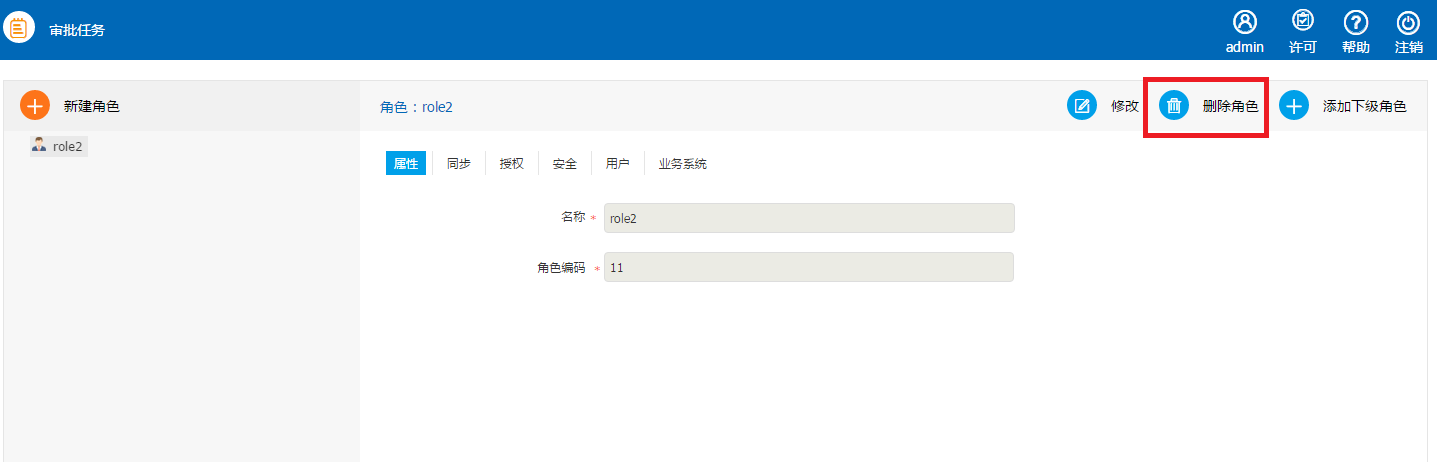 审批任务
admin 许可 帮助 注销
新建角色
角色：role2
修改 删除角色 添加下级角色
role2
属性 同步 授权 安全 用户 业务系统
名称 * role2
角色编码 * 11